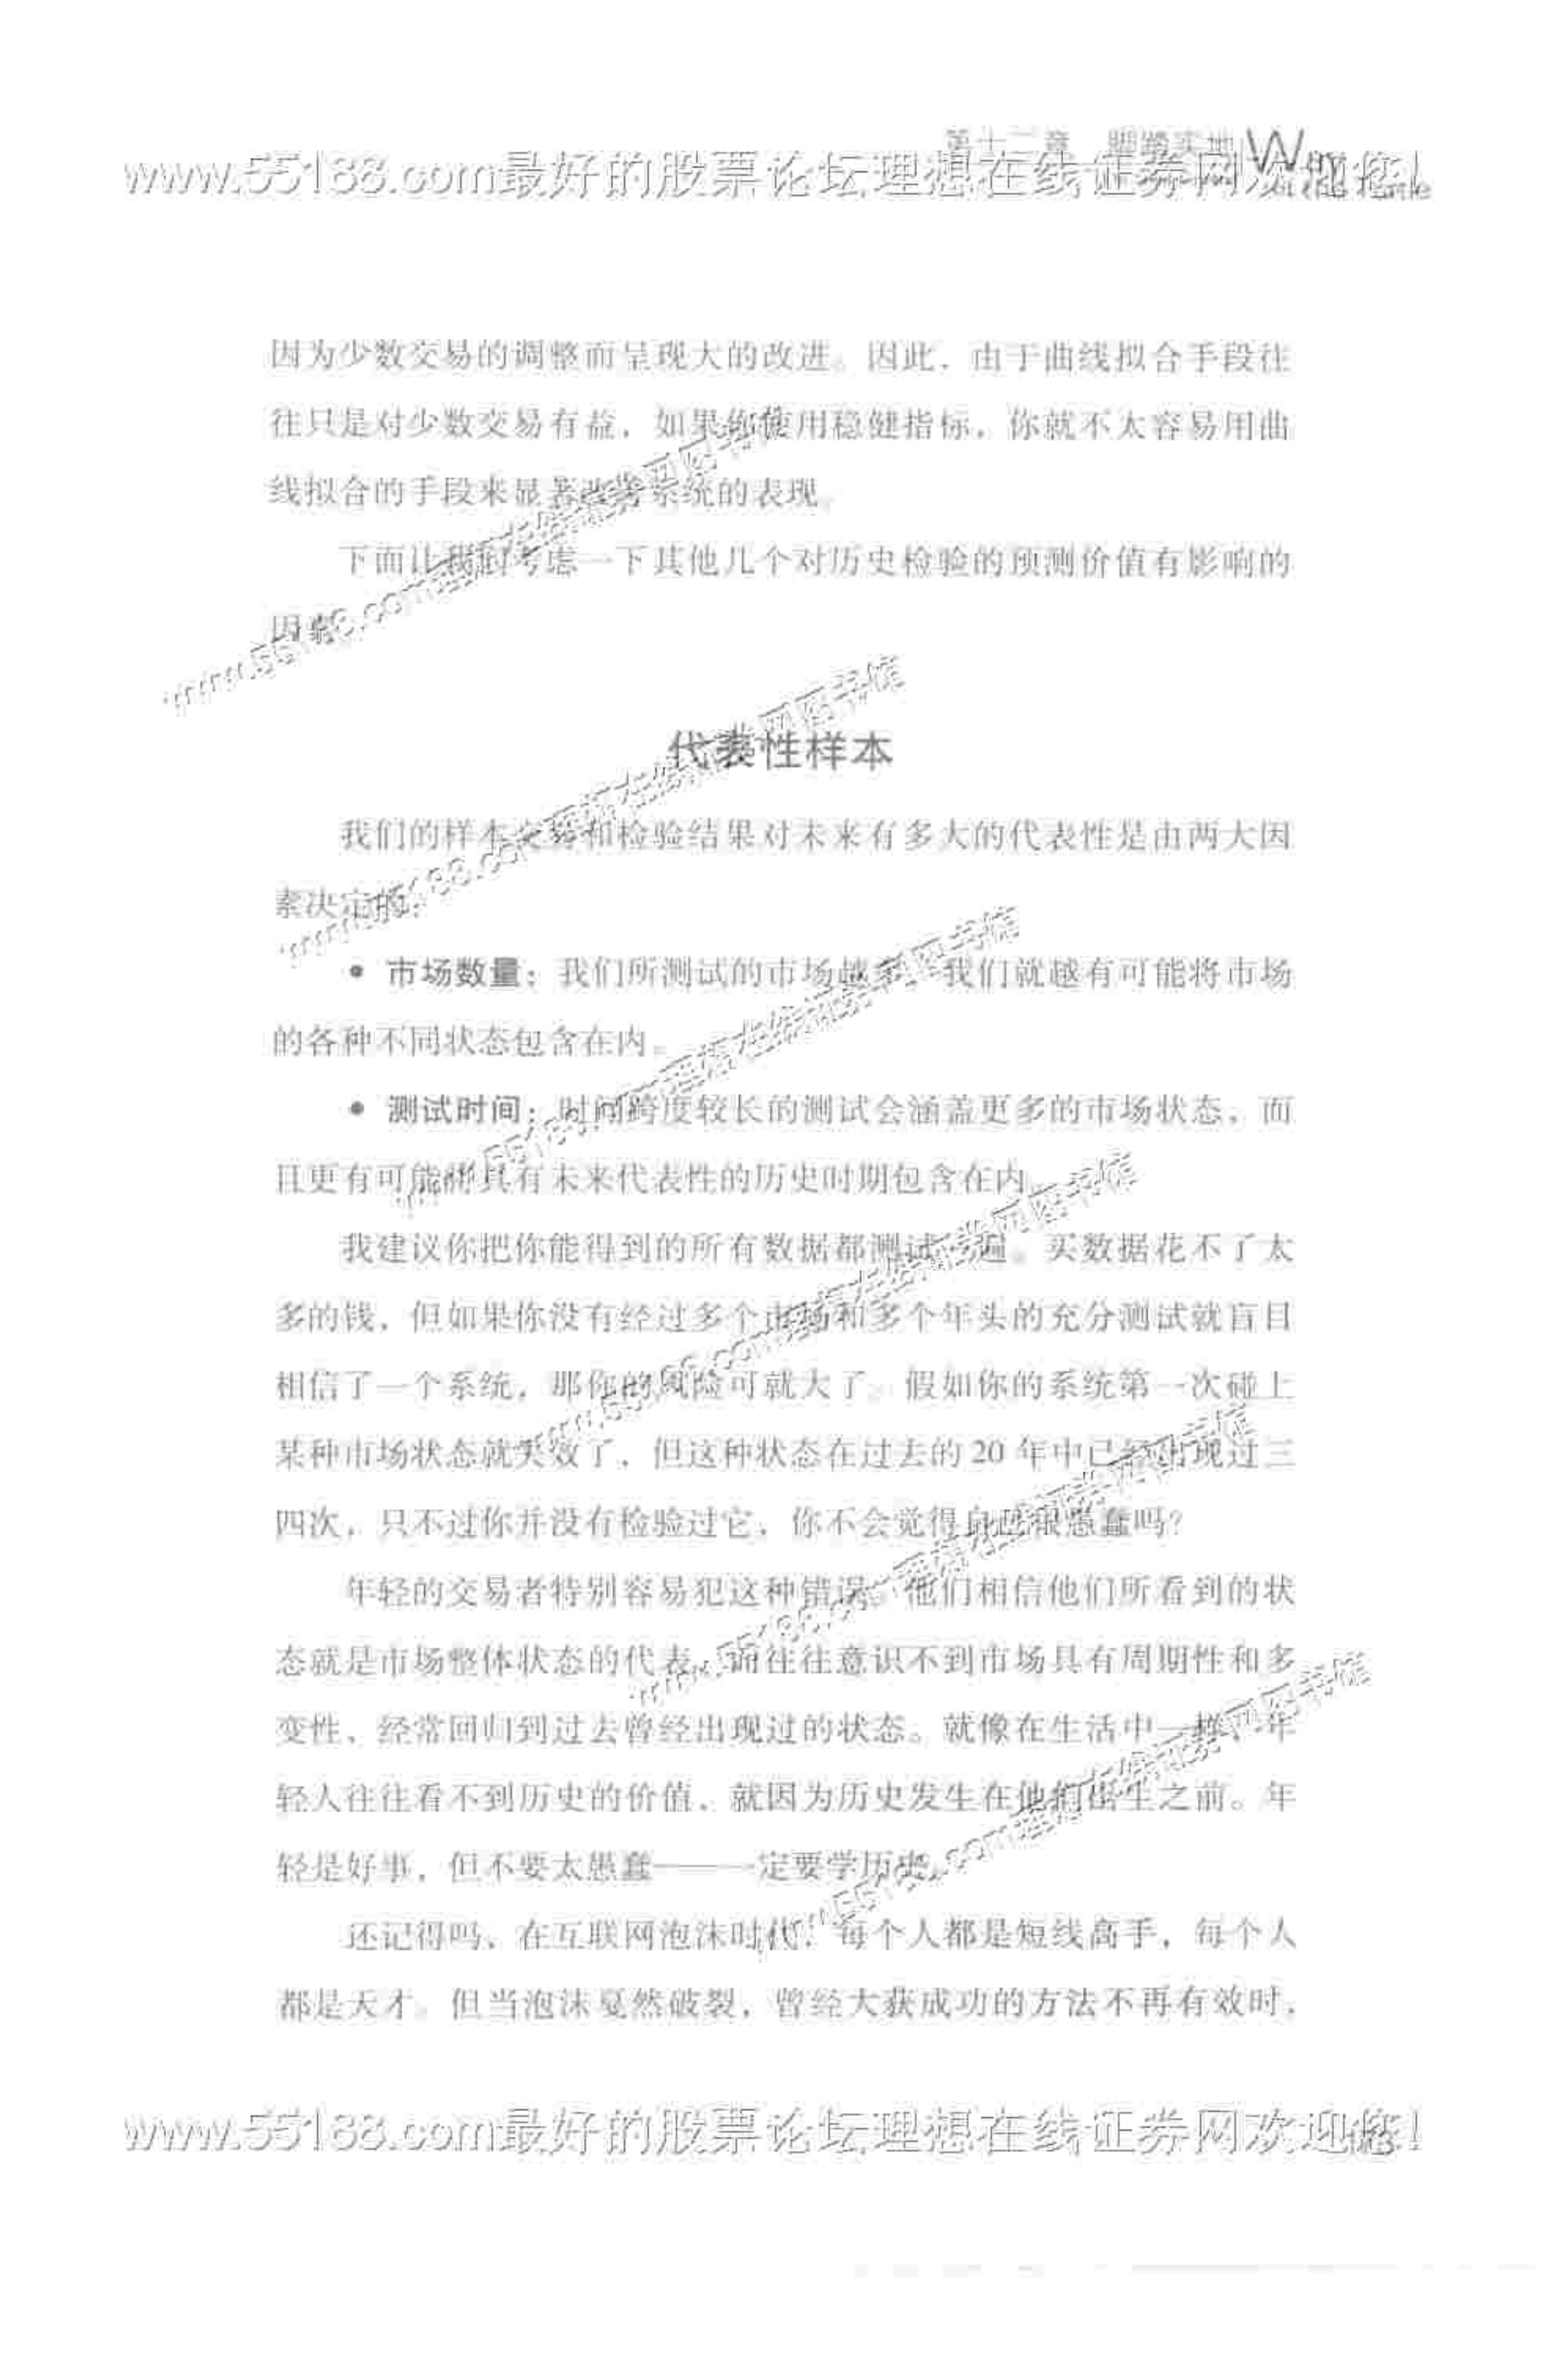 第十二章 脚踏实地
www.55188.com最好的股票论坛理想在线证券网欢迎您!
因为少数交易的调整而呈现大的改进。因此，由于曲线拟合手段往
往只是对少数交易有益，如果你使用稳健指标，你就不太容易用曲
线拟合的手段来显著改善系统的表现。
下面让我们考虑一下其他几个对历史检验的预测价值有影响的
因素。
代表性样本
我们的样本交易和检验结果对未来有多大的代表性是由两大因
素决定的：
• 市场数量：我们所测试的市场越多，我们就越有可能将市场
的各种不同状态包含在内。
• 测试时间：时间跨度较长的测试会涵盖更多的市场状态，而
且更有可能将具有未来代表性的历史时期包含在内。
我建议你把你能得到的所有数据都测试一遍。买数据花不了太
多的钱，但如果你没有经过多个市场和多个年头的充分测试就盲目
相信了一个系统，那你的风险可就大了。假如你的系统第一次碰上
某种市场状态就失效了，但这种状态在过去的20年中已经出现过三
四次，只不过你并没有检验过它，你不会觉得自己很愚蠢吗？
年轻的交易者特别容易犯这种错误。他们相信他们所看到的状
态就是市场整体状态的代表，而往往意识不到市场具有周期性和多
变性，经常回归到过去曾经出现过的状态。就像在生活中一样，年
轻人往往看不到历史的价值，就因为历史发生在他们出生之前。年
轻是好事，但不要太愚蠢——一定要学历史。
还记得吗，在互联网泡沫时代，每个人都是短线高手，每个人
都是天才。但当泡沫戛然破裂，曾经大获成功的方法不再有效时，
www.55188.com最好的股票论坛理想在线证券网欢迎您!